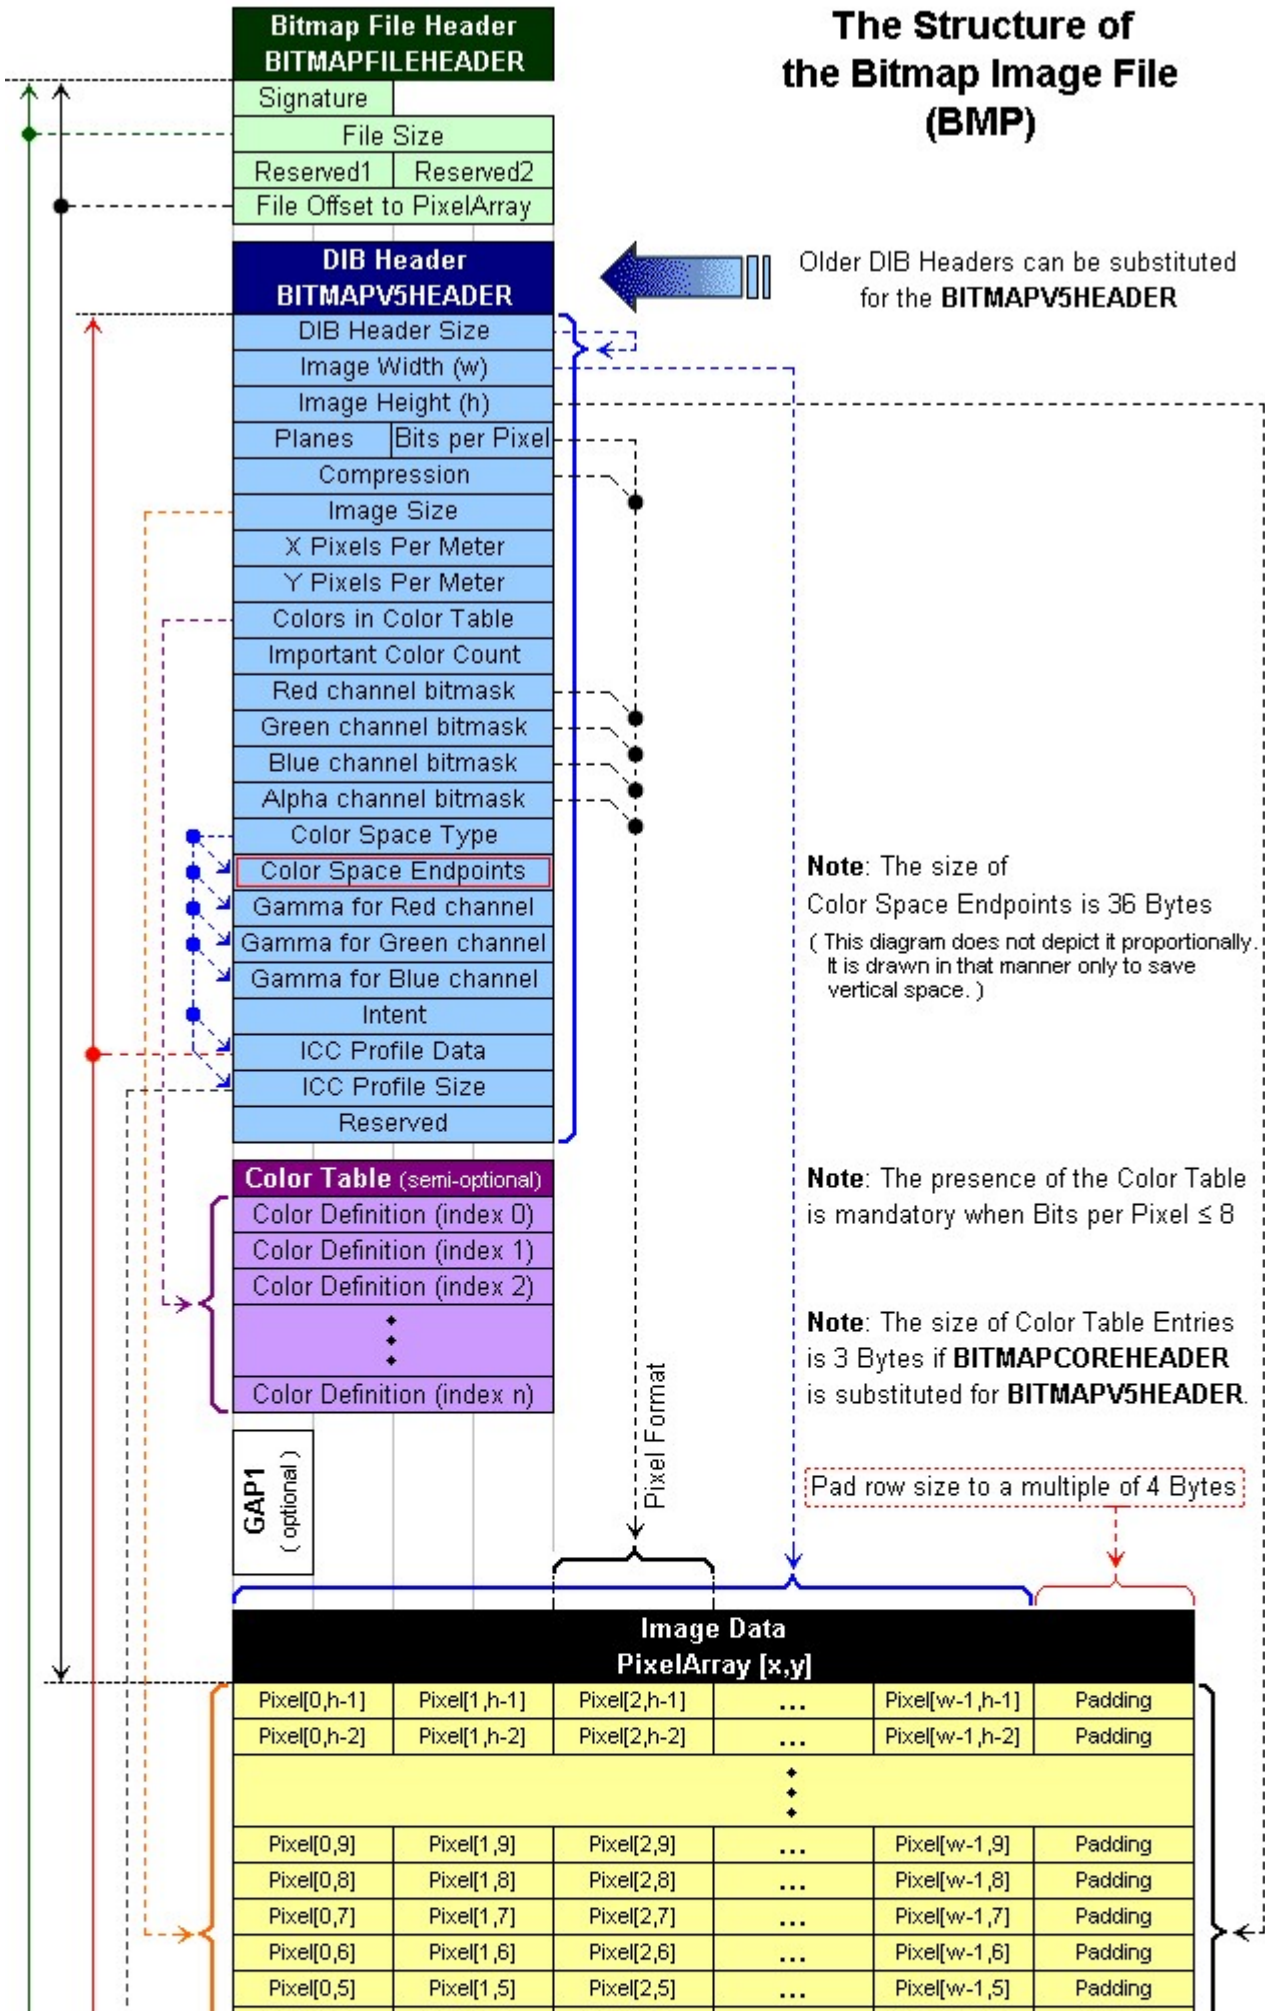 The Structure of
the Bitmap Image File
(BMP)
Bitmap File Header
BITMAPFILEHEADER
Signature
File Size
Reserved1 Reserved2
File Offset to PixelArray
DIB Header
BITMAPV5HEADER
Older DIB Headers can be substituted
for the BITMAPV5HEADER
DIB Header Size
Image Width (w)
Image Height (h)
Planes Bits per Pixel
Compression
Image Size
X Pixels Per Meter
Y Pixels Per Meter
Colors in Color Table
Important Color Count
Red channel bitmask
Green channel bitmask
Blue channel bitmask
Alpha channel bitmask
Color Space Type
Color Space Endpoints
Gamma for Red channel
Gamma for Green channel
Gamma for Blue channel
Intent
ICC Profile Data
ICC Profile Size
Reserved
Note: The size of
Color Space Endpoints is 36 Bytes
( This diagram does not depict it proportionally.
It is drawn in that manner only to save
vertical space. )
Color Table (semi-optional)
Color Definition (index 0)
Color Definition (index 1)
Color Definition (index 2)
Color Definition (index n)
Note: The presence of the Color Table
is mandatory when Bits per Pixel ≤ 8
Note: The size of Color Table Entries
is 3 Bytes if BITMAPCOREHEADER
is substituted for BITMAPV5HEADER.
GAP1
( optional )
Pixel Format
Pad row size to a multiple of 4 Bytes
Image Data
PixelArray [x,y]
Pixel[0,h-1] Pixel[1,h-1] Pixel[2,h-1] ... Pixel[w-1,h-1] Padding
Pixel[0,h-2] Pixel[1,h-2] Pixel[2,h-2] ... Pixel[w-1,h-2] Padding
Pixel[0,9] Pixel[1,9] Pixel[2,9] ... Pixel[w-1,9] Padding
Pixel[0,8] Pixel[1,8] Pixel[2,8] ... Pixel[w-1,8] Padding
Pixel[0,7] Pixel[1,7] Pixel[2,7] ... Pixel[w-1,7] Padding
Pixel[0,6] Pixel[1,6] Pixel[2,6] ... Pixel[w-1,6] Padding
Pixel[0,5] Pixel[1,5] Pixel[2,5] ... Pixel[w-1,5] Padding